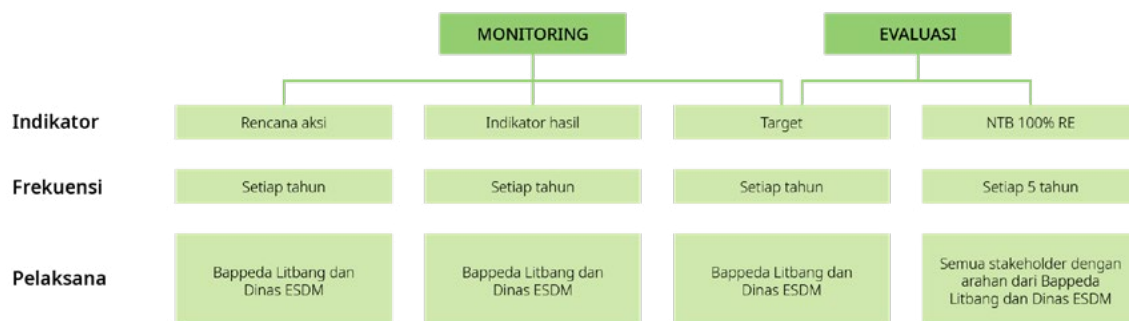 MONITORING
EVALUASI
Indikator
Rencana aksi
Indikator hasil
Target
NTB 100% RE
Frekuensi
Setiap tahun
Setiap tahun
Setiap tahun
Setiap 5 tahun
Pelaksana
Bappeda Litbang dan
Dinas ESDM
Bappeda Litbang dan
Dinas ESDM
Bappeda Litbang dan
Dinas ESDM
Semua stakeholder dengan
arahan dari Bappeda
Litbang dan Dinas ESDM